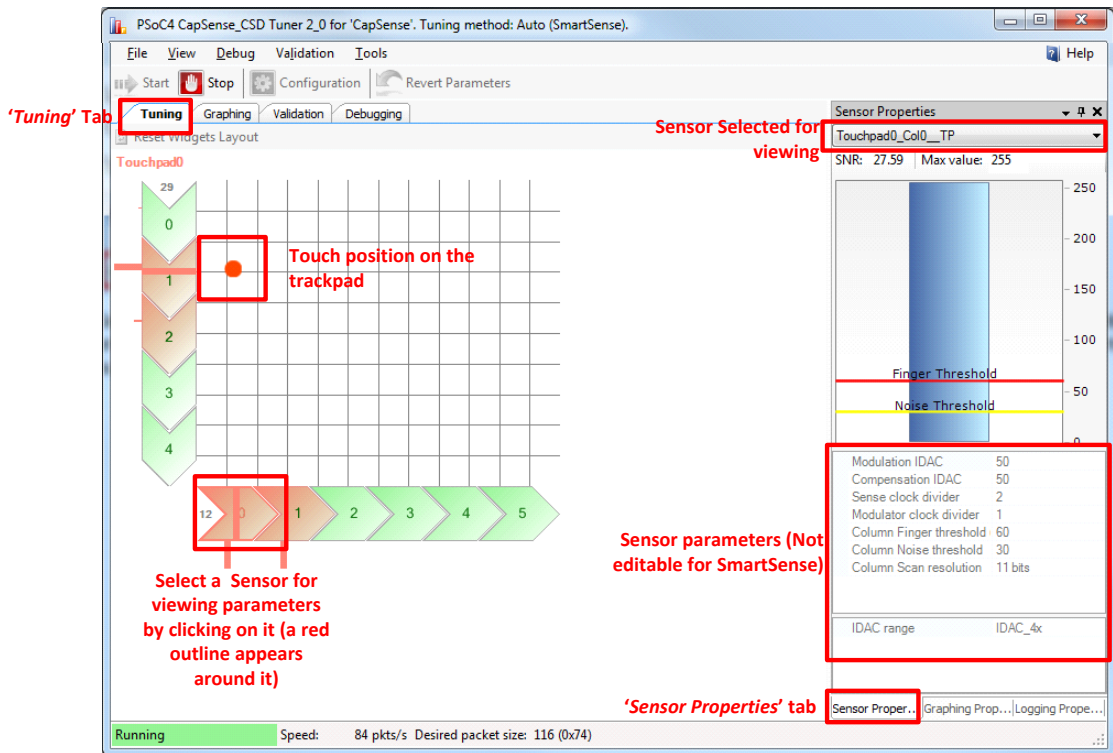 PSoC4 CapSense_CSD Tuner 2_0 for 'CapSense'. Tuning method: Auto (SmartSense).
File View Debug Validation Tools Help
Start Stop Configuration Revert Parameters
'Tuning' Tab
Tuning Graphing Validation Debugging
Reset Widgets Layout
Touchpad0
29
0
1
2
3
4
Touch position on the
trackpad
12 0 1 2 3 4 5
Select a Sensor for
viewing parameters
by clicking on it (a red
outline appears
around it)
Sensor Selected for
viewing
Sensor Properties
Touchpad0_Col0__TP
SNR: 27.59 Max value: 255
250
200
150
100
50
0
Finger Threshold
Noise Threshold
Sensor parameters (Not
editable for SmartSense)
Modulation IDAC 50
Compensation IDAC 50
Sense clock divider 2
Modulator clock divider 1
Column Finger threshold 60
Column Noise threshold 30
Column Scan resolution 11 bits
IDAC range IDAC_4x
'Sensor Properties' tab
Sensor Proper... Graphing Prop... Logging Prope...
Running Speed: 84 pkts/s Desired packet size: 116 (0x74)